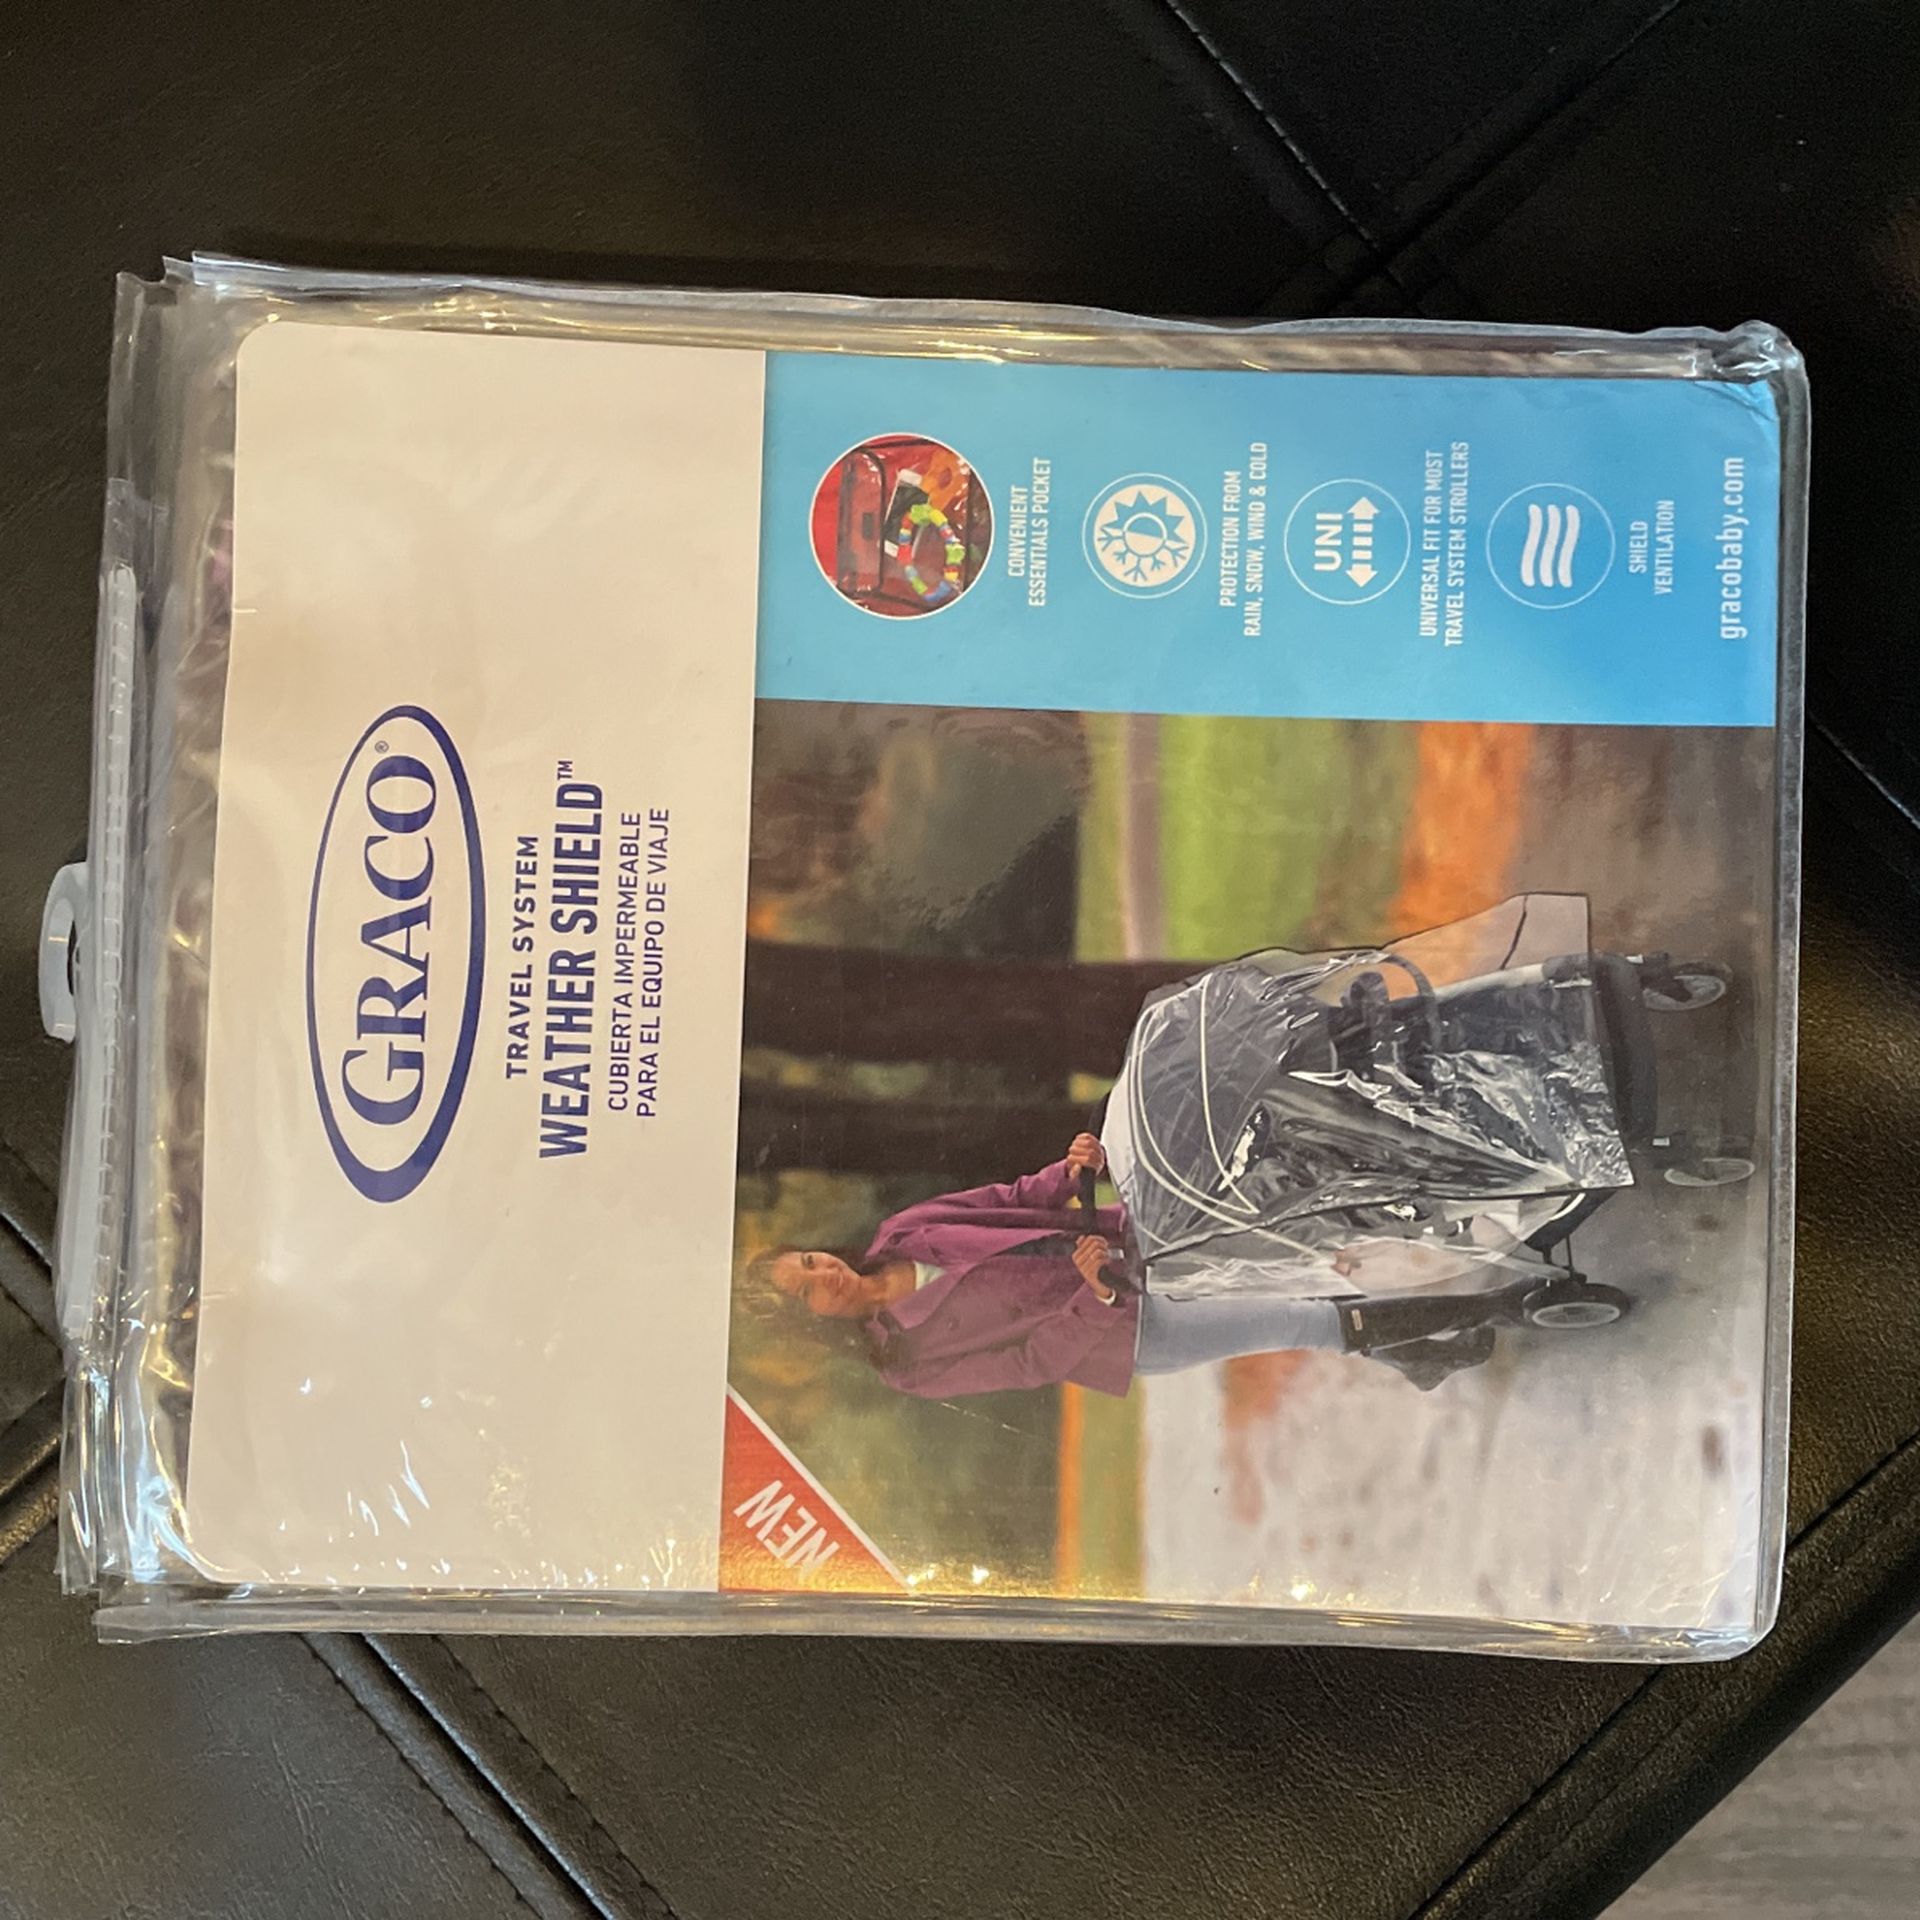 GRACO®
TRAVEL SYSTEM
WEATHER SHIELD™
CUBIERTA IMPERMEABLE
PARA EL EQUIPO DE VIAJE
NEW
CONVENIENT
ESSENTIALS POCKET
PROTECTION FROM
RAIN, SNOW, WIND & COLD
UNI
UNIVERSAL FIT FOR MOST
TRAVEL SYSTEM STROLLERS
SHIELD
VENTILATION
gracobaby.com